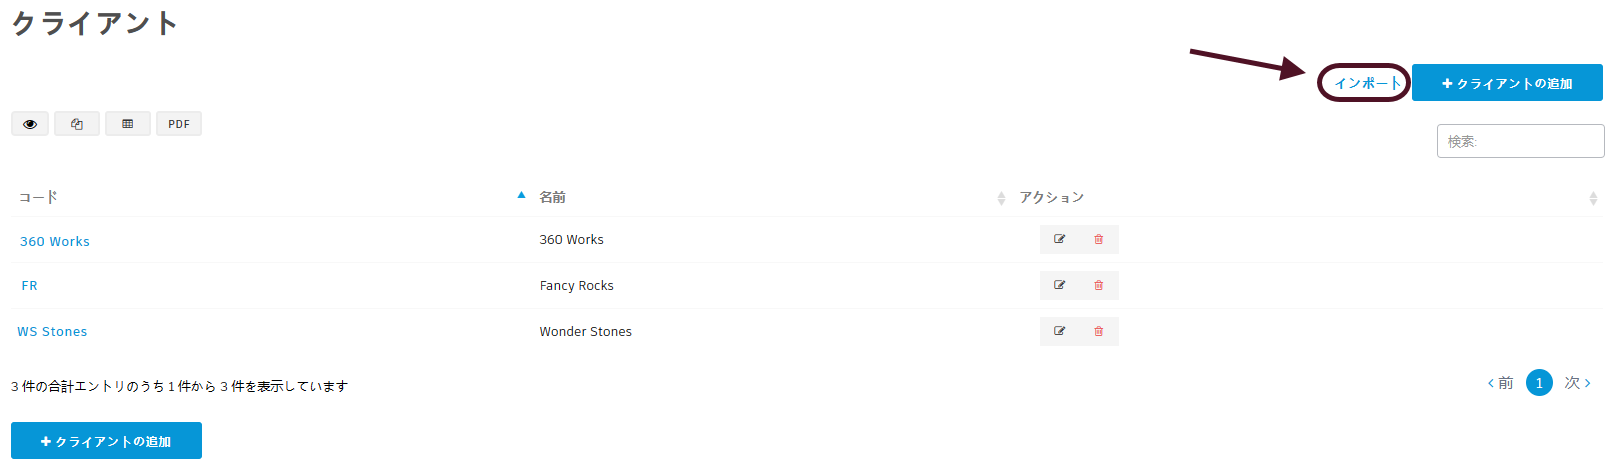 クライアント
インポート クライアントの追加
PDF
検索:
コード 名前 アクション
360 Works 360 Works
FR Fancy Rocks
WS Stones Wonder Stones
3 件の合計エントリのうち 1 件から 3 件を表示しています
前 1 次
クライアントの追加